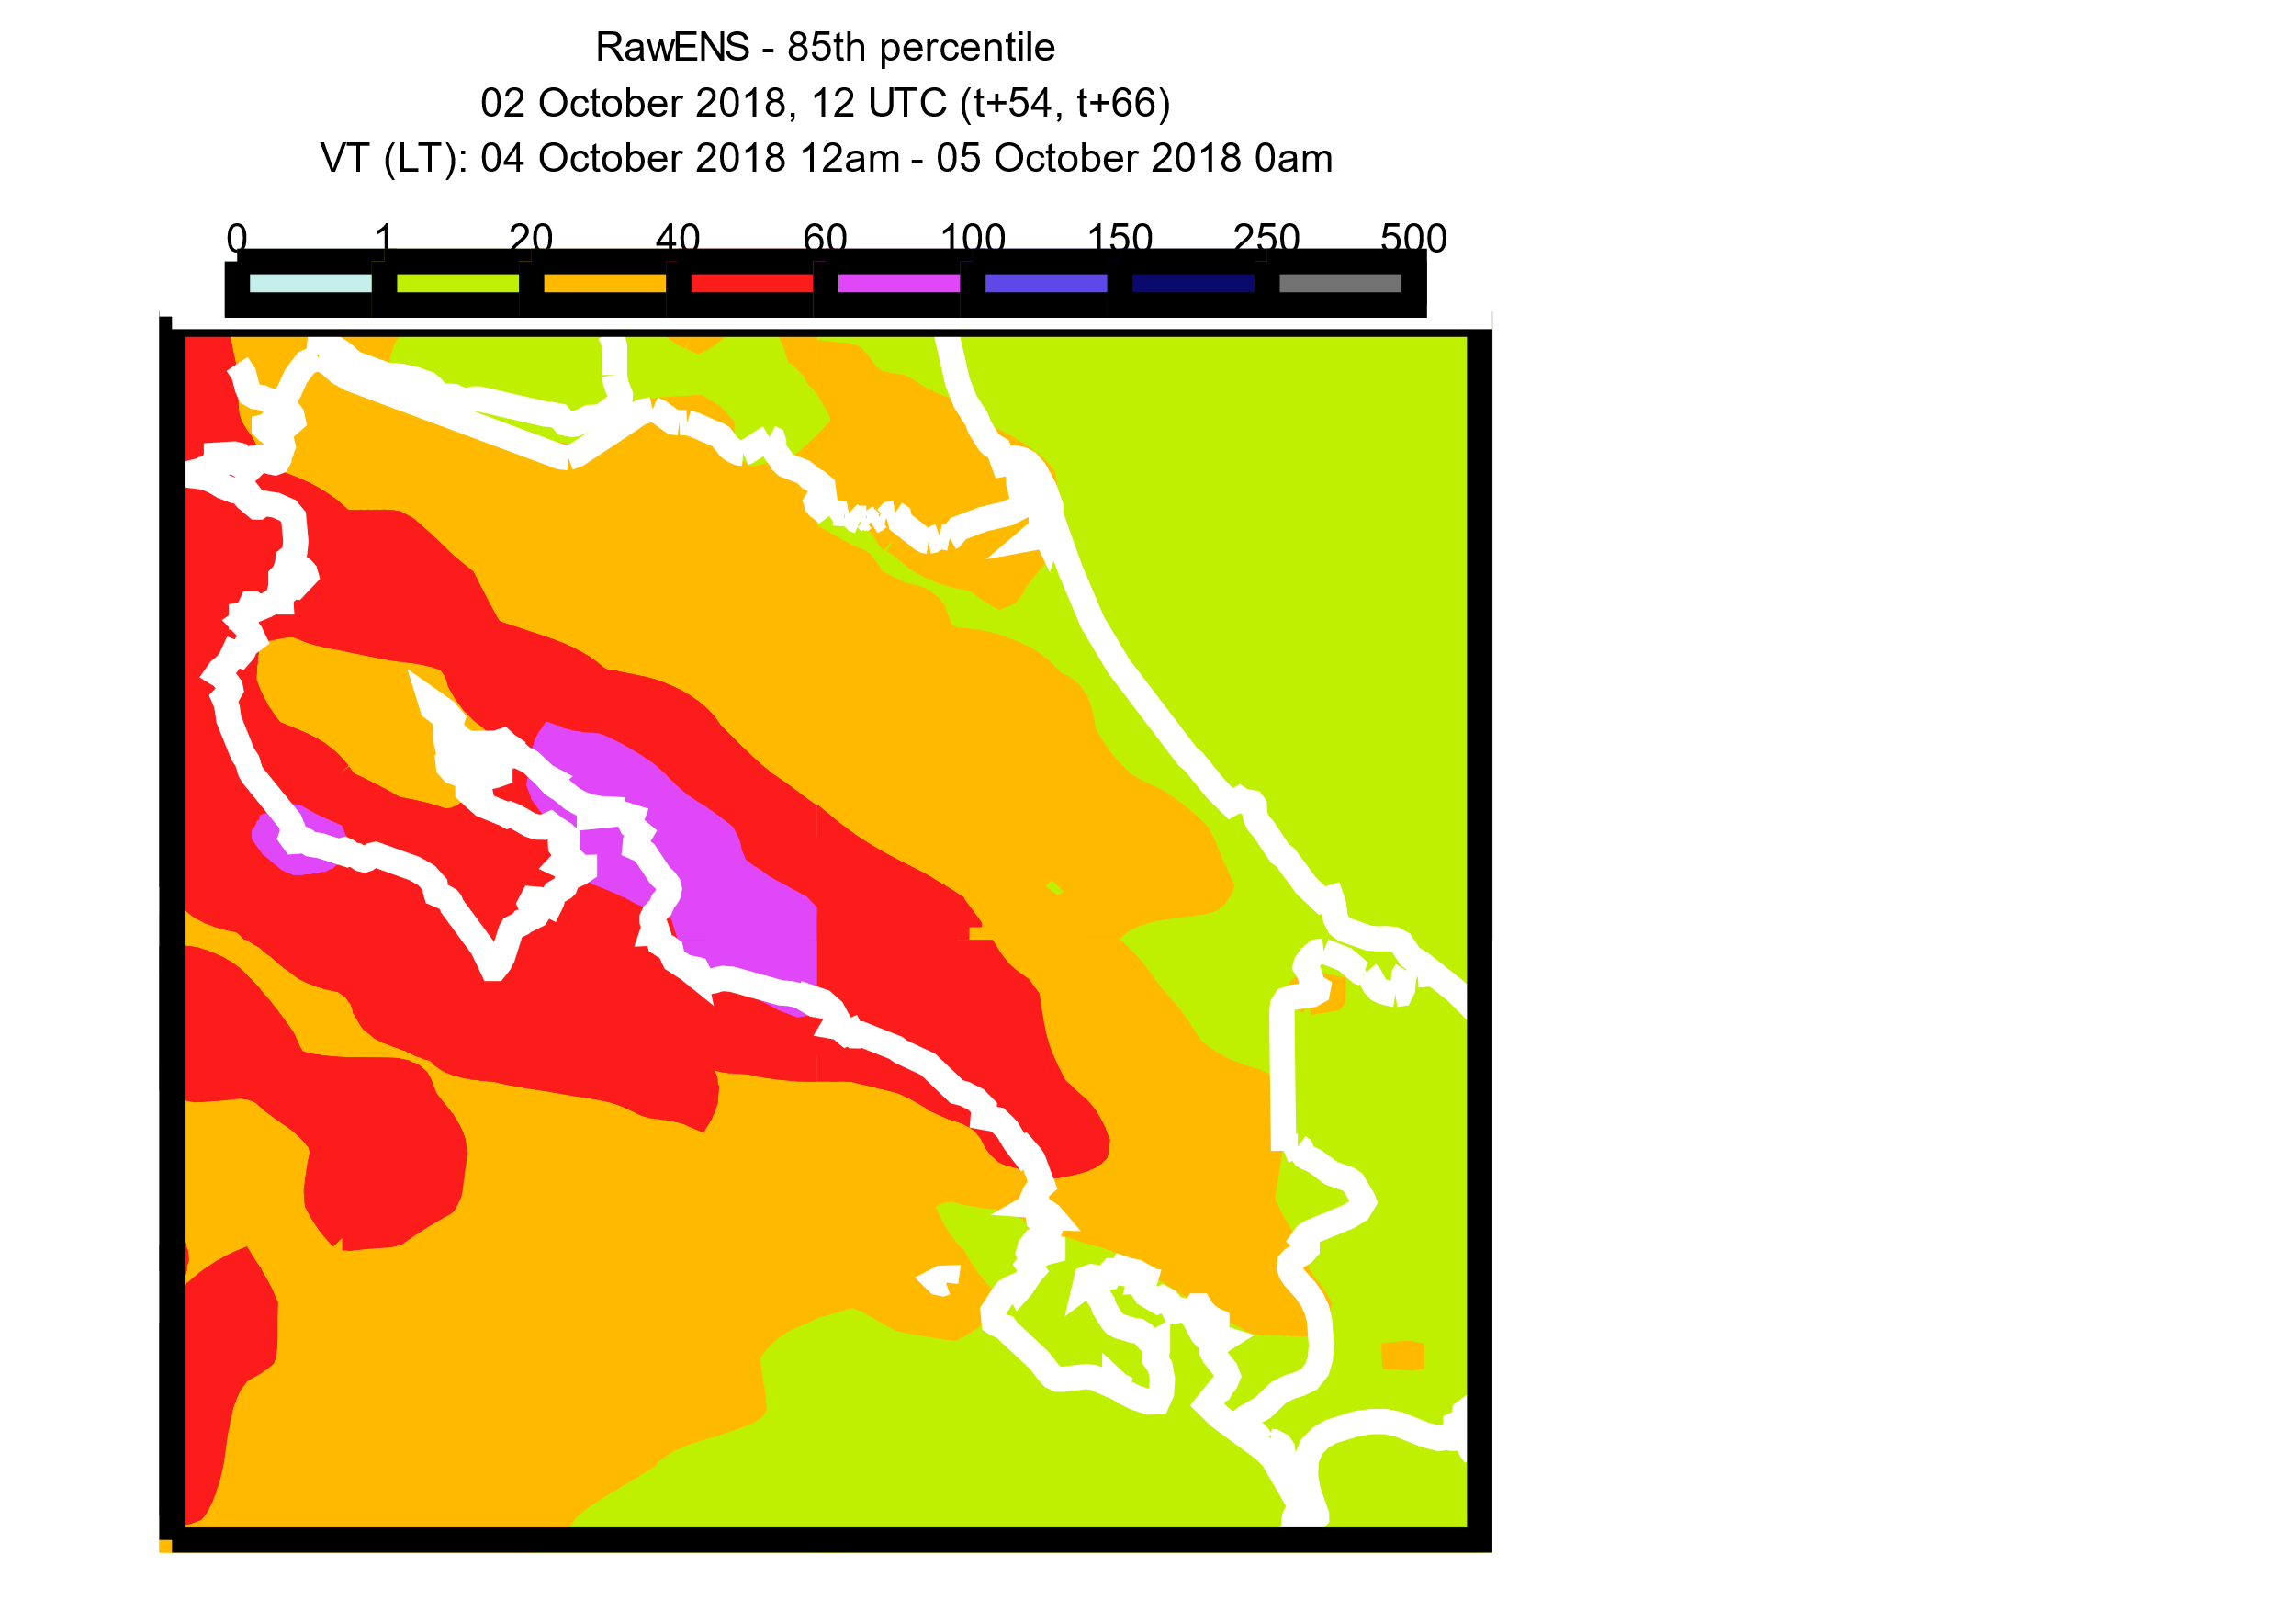 RawENS - 85th percentile
02 October 2018, 12 UTC (t+54, t+66)
VT (LT): 04 October 2018 12am - 05 October 2018 0am
0 1 20 40 60 100 150 250 500